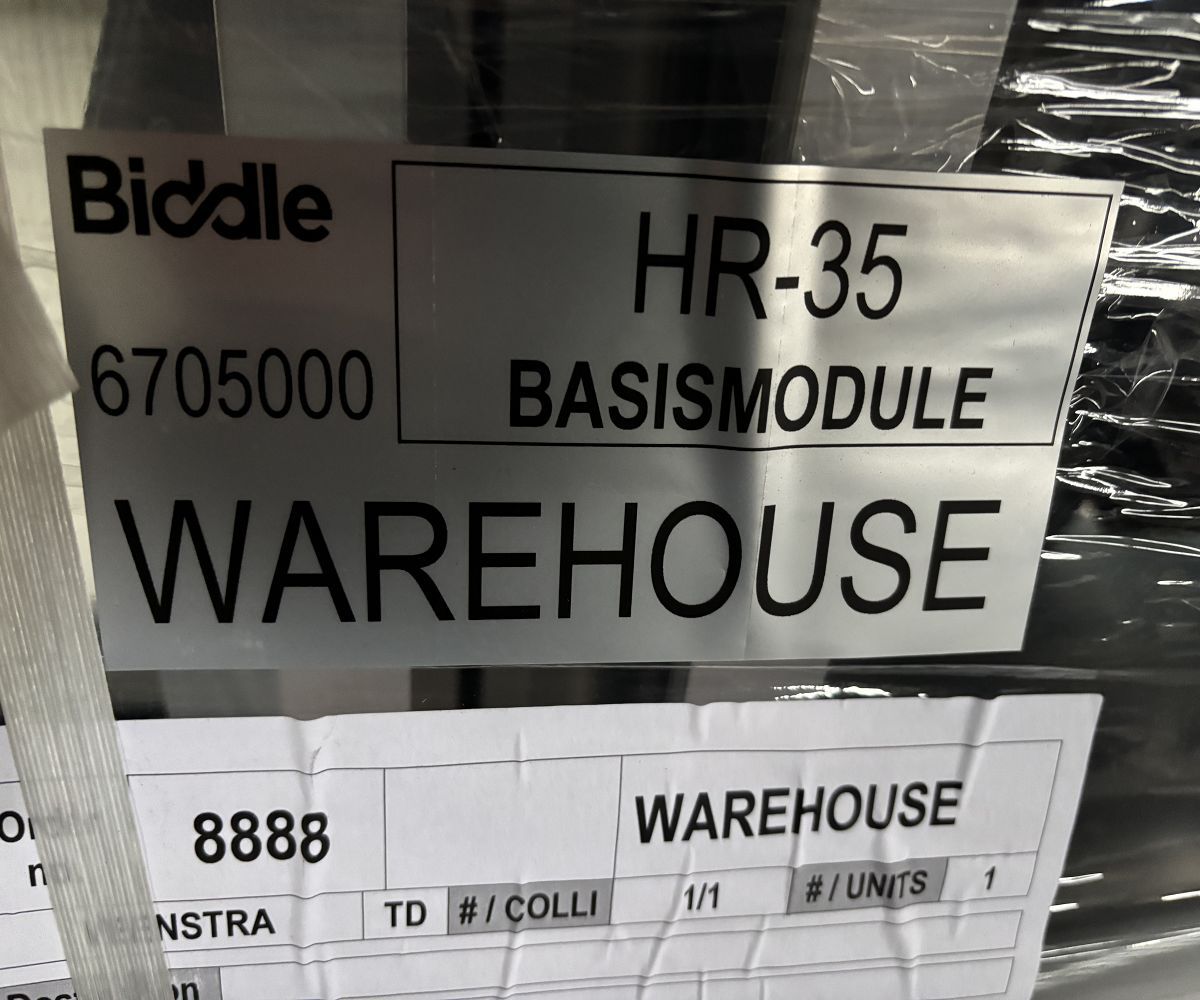 Biddle
HR-35
6705000
BASISMODULE
WAREHOUSE
8888
WAREHOUSE
TD
# / COLLI
1/1
# / UNITS
1